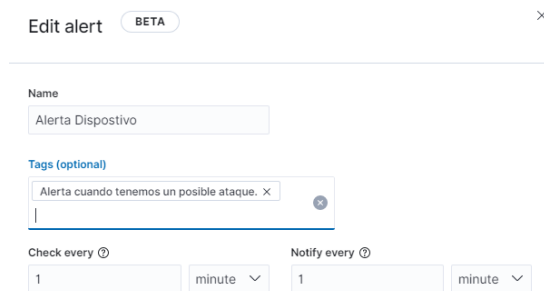 Edit alert BETA
Name
Alerta Dispostivo
Tags (optional)
Alerta cuando tenemos un posible ataque.
Check every Notify every
1 minute 1 minute